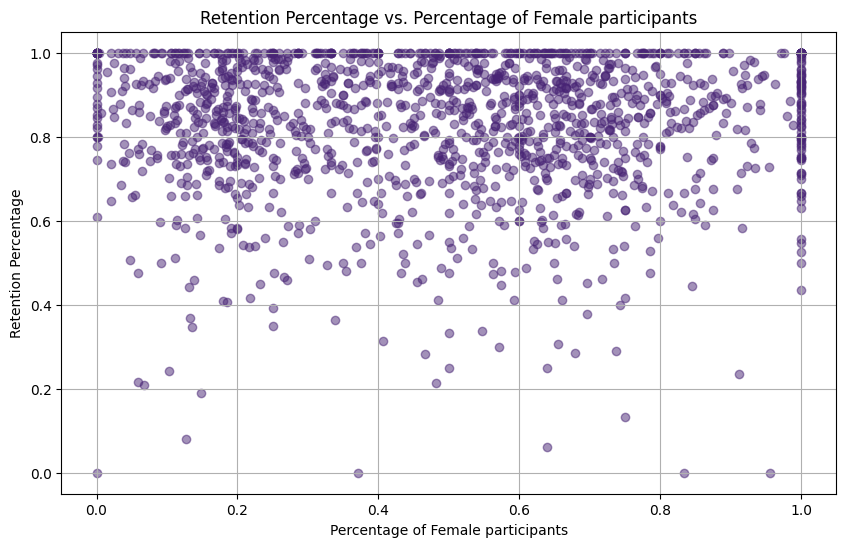 Retention Percentage vs. Percentage of Female participants
1.0
0.8
0.6
0.4
0.2
0.0
Retention Percentage
0.0 0.2 0.4 0.6 0.8 1.0
Percentage of Female participants